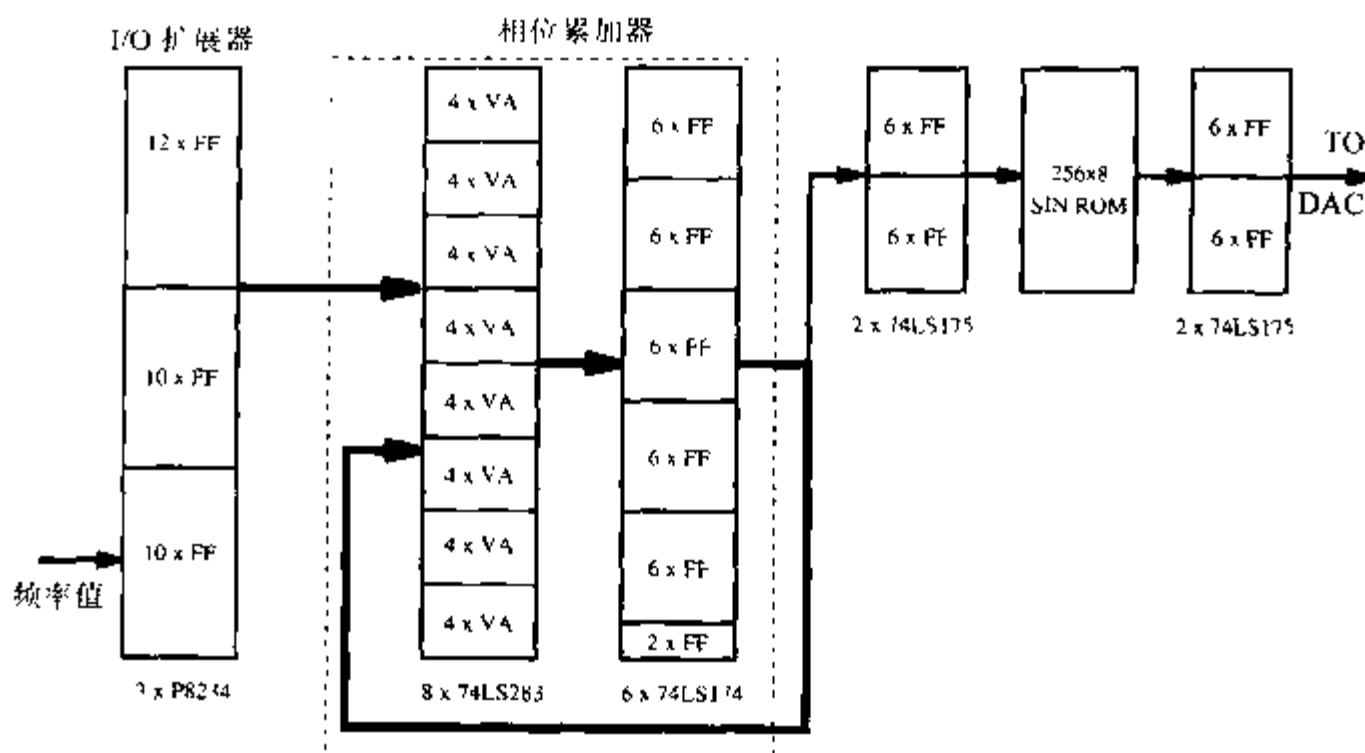 I/O 扩展器
相位累加器
12 x FF
10 x FF
10 x FF
频率值
4 x VA
4 x VA
4 x VA
4 x VA
4 x VA
4 x VA
4 x VA
4 x VA
8 x 74LS283
6 x FF
6 x FF
6 x FF
6 x FF
6 x FF
2 x FF
6 x 74LS174
6 x FF
6 x FF
2 x 74LS175
256x8
SIN ROM
6 x FF
6 x FF
2 x 74LS175
TO
DAC